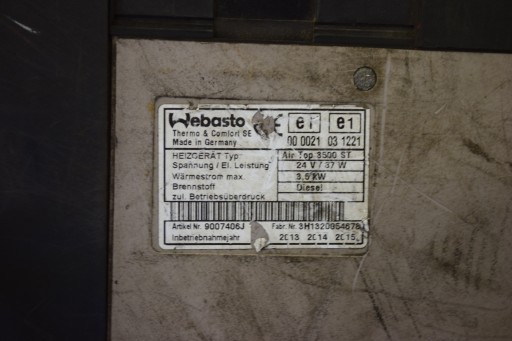 Webasto
Thermo & Comfort SE
Made in Germany
e1 e1
00 0021 03 1221
HEIZGERÄT Typ Air Top 3500 ST
Spannung / El. Leistung 24 V / 37 W
Wärmestrom max. 3,5 kW
Brennstoff Diesel
zul. Betriebsüberdruck
Artikel Nr. 9007406J Fabr. Nr.
Inbetriebnahmejahr 2013 2014 2015